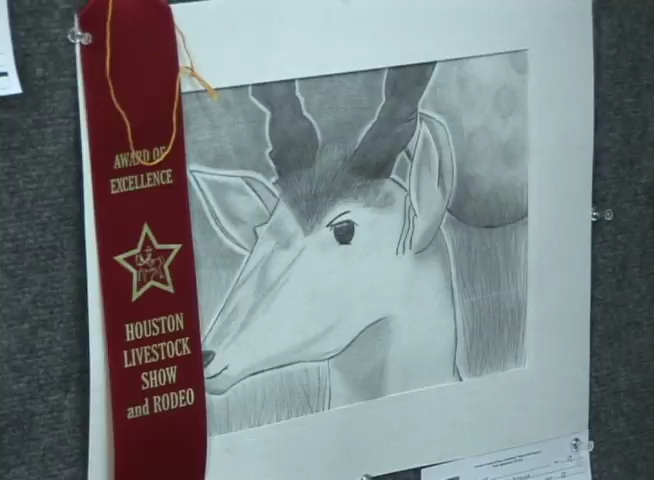 AWARD OF
EXCELLENCE
HOUSTON
LIVESTOCK
SHOW
and RODEO